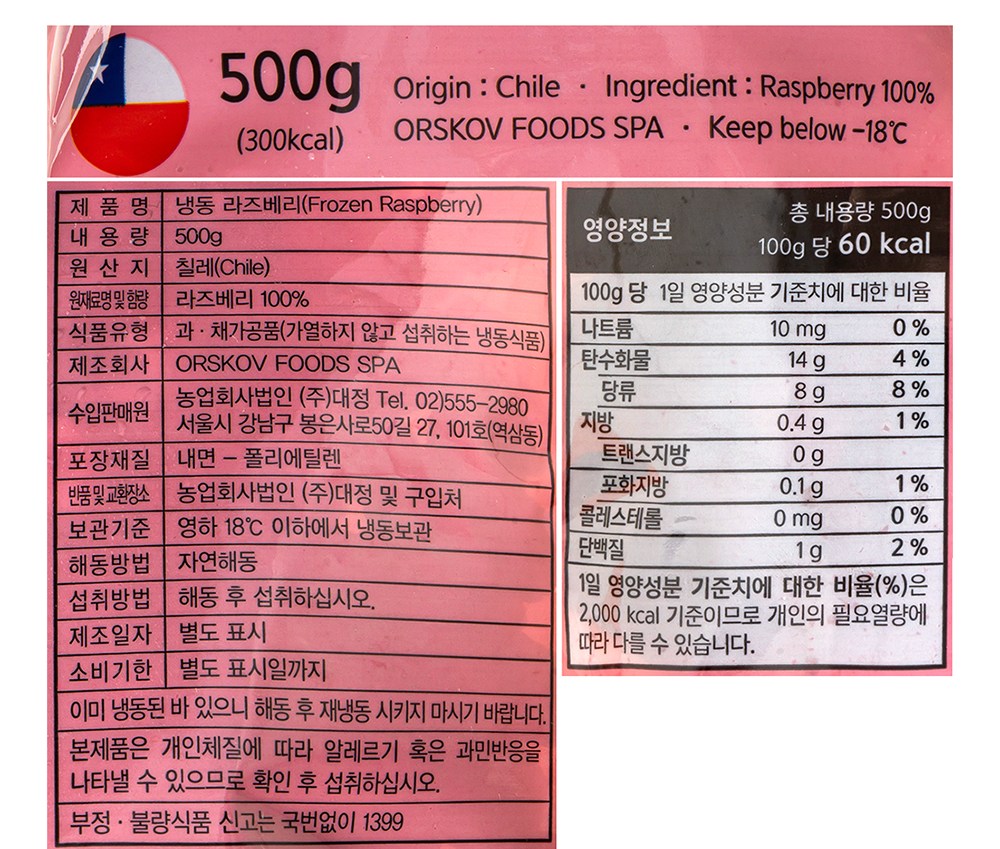 500g
(300kcal)
Origin : Chile · Ingredient : Raspberry 100%
ORSKOV FOODS SPA · Keep below -18℃
제 품 명 냉동 라즈베리(Frozen Raspberry)
내 용 량 500g
원 산 지 칠레(Chile)
원재료명 및 함량 라즈베리 100%
식품유형 과·채가공품(가열하지 않고 섭취하는 냉동식품)
제조회사 ORSKOV FOODS SPA
수입판매원 농업회사법인 (주)대정 Tel. 02)555-2980
서울시 강남구 봉은사로50길 27, 101호(역삼동)
포장재질 내면 - 폴리에틸렌
반품 및 교환장소 농업회사법인 (주)대정 및 구입처
보관기준 영하 18℃ 이하에서 냉동보관
해동방법 자연해동
섭취방법 해동 후 섭취하십시오.
제조일자 별도 표시
소비기한 별도 표시일까지
이미 냉동된 바 있으니 해동 후 재냉동 시키지 마시기 바랍니다.
본제품은 개인체질에 따라 알레르기 혹은 과민반응을
나타낼 수 있으므로 확인 후 섭취하십시오.
부정·불량식품 신고는 국번없이 1399
영양정보
총 내용량 500g
100g 당 60 kcal
100g 당 1일 영양성분 기준치에 대한 비율
나트륨 10 mg 0 %
탄수화물 14 g 4 %
당류 8 g 8 %
지방 0.4 g 1 %
트랜스지방 0 g
포화지방 0.1 g 1 %
콜레스테롤 0 mg 0 %
단백질 1 g 2 %
1일 영양성분 기준치에 대한 비율(%)은
2,000 kcal 기준이므로 개인의 필요열량에
따라 다를 수 있습니다.